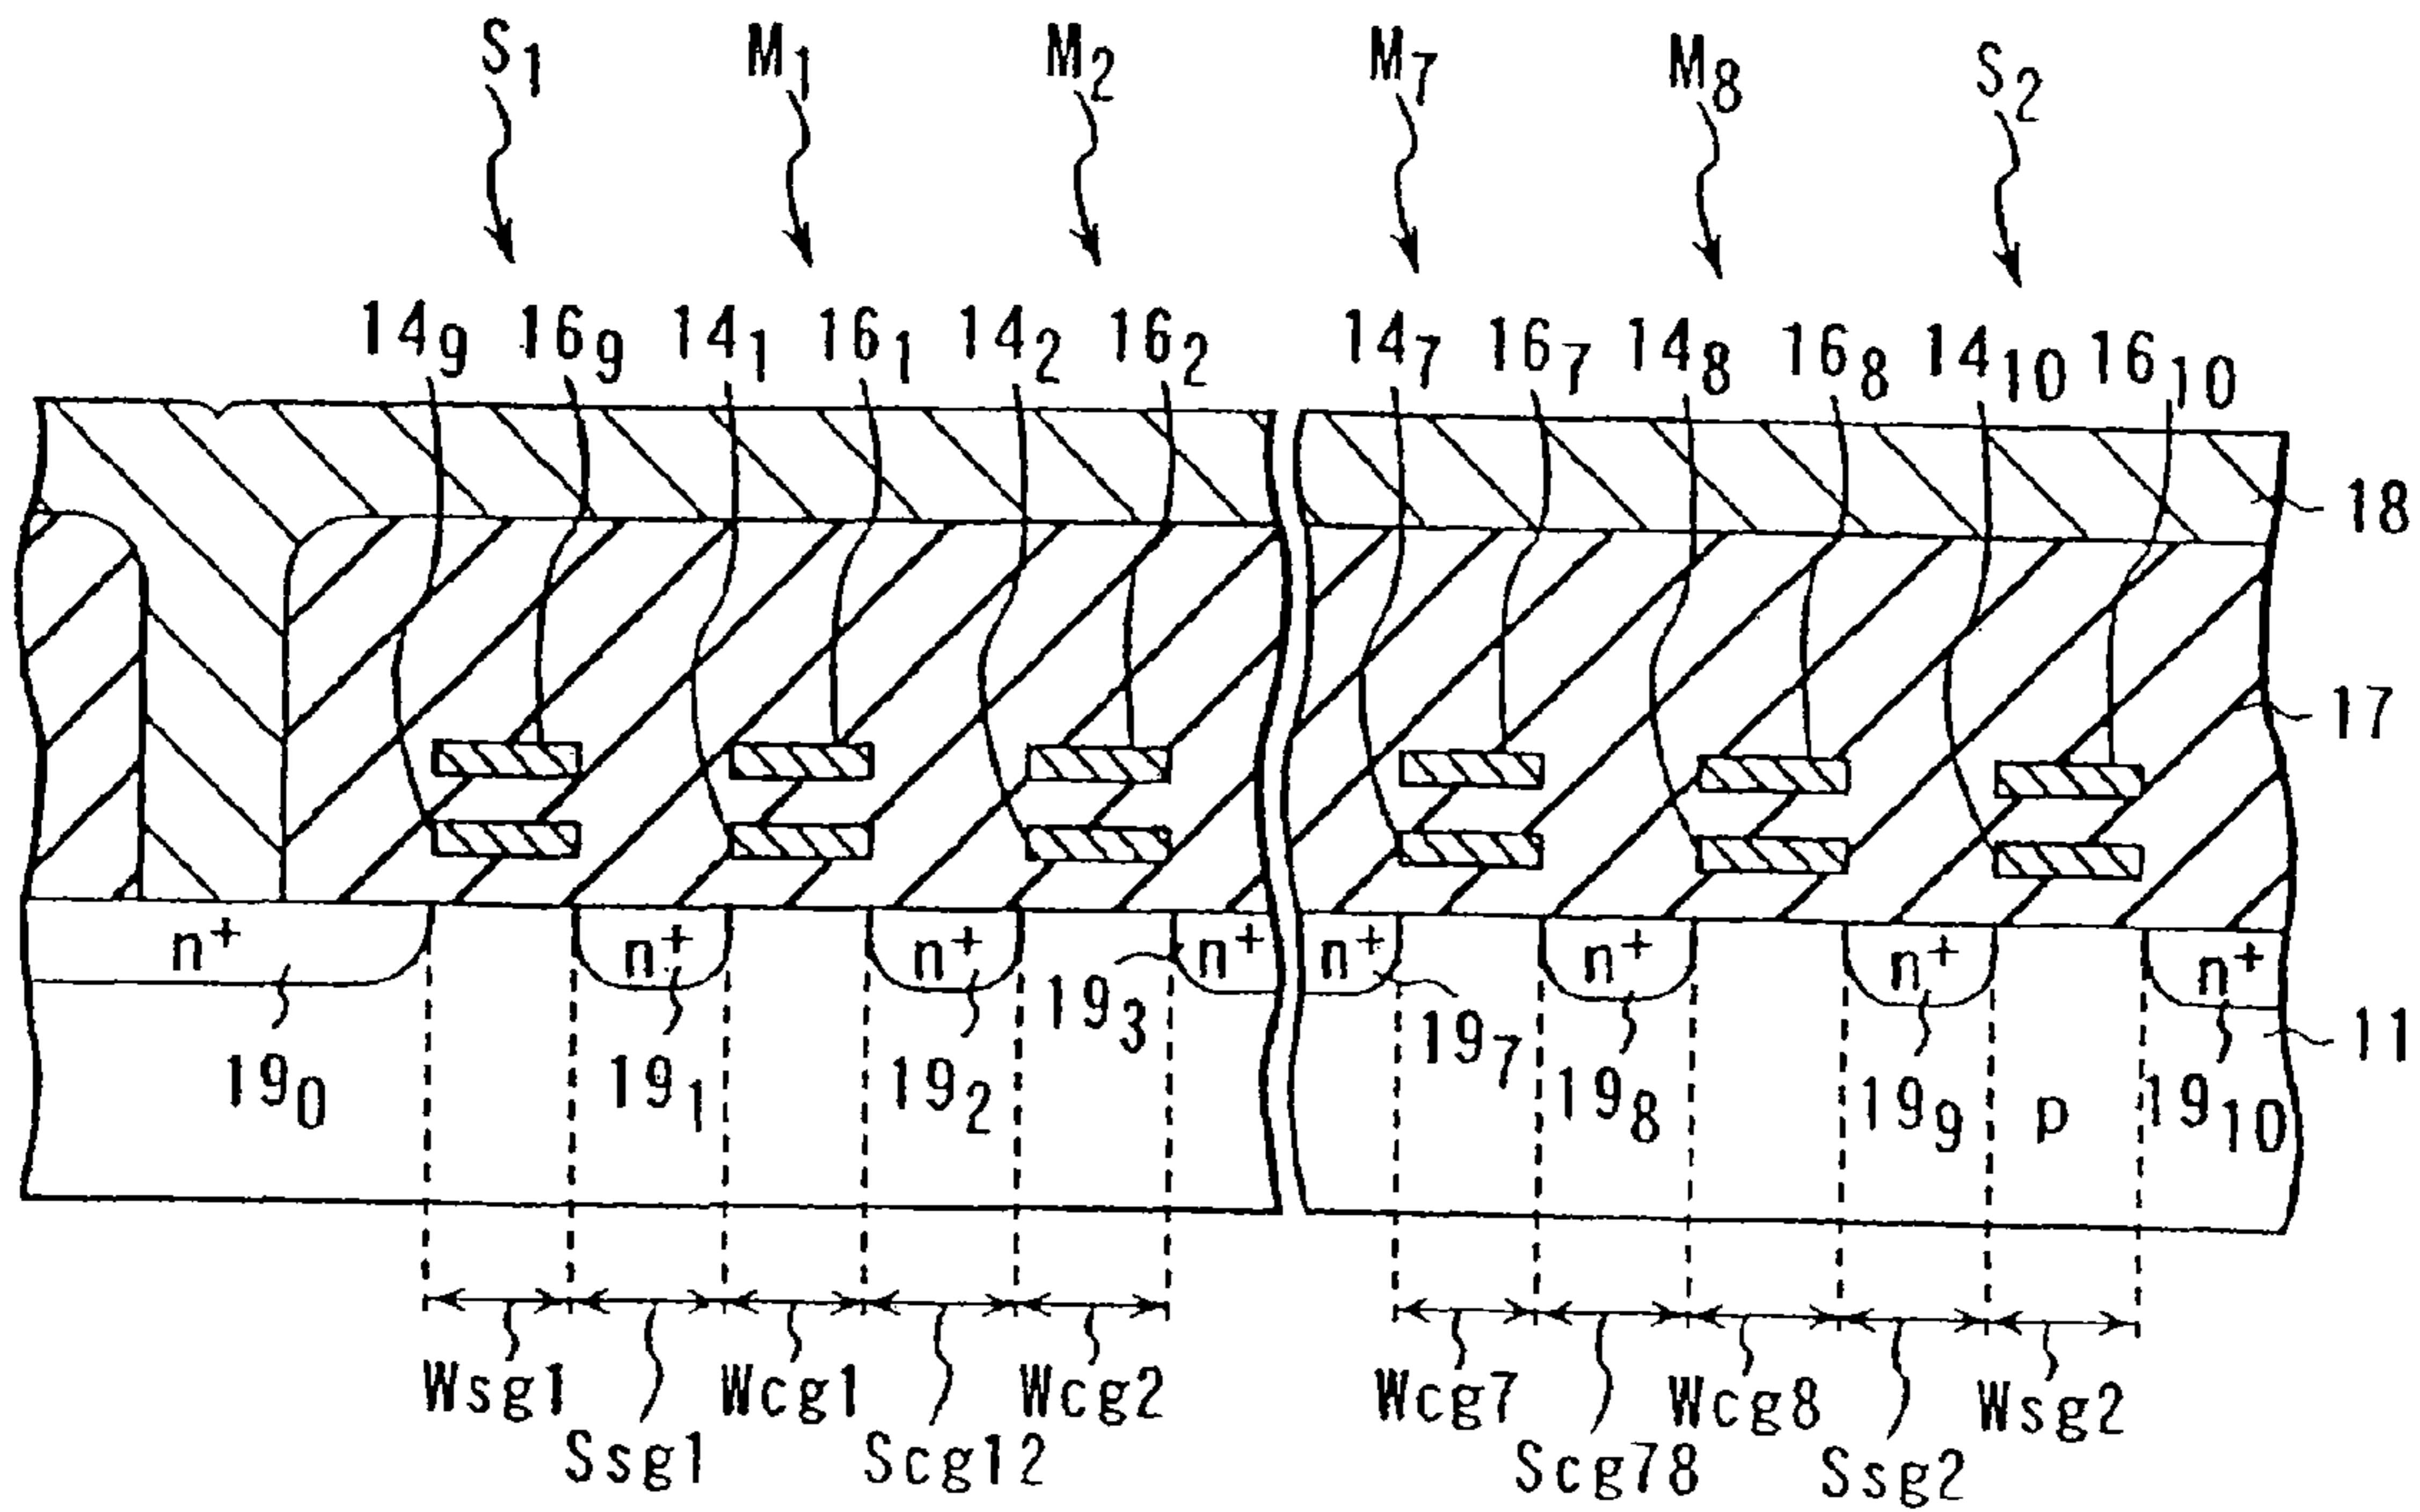 S1 M1 M2 M7 M8 S2
149 169 141 161 142 162 147 167 148 168 1410 1610
18
17
n+ n+ n+ n+ n+ n+ n+ n+
11
190 191 192 193 197 198 199 p 1910
Wsg1 Wcg1 Wcg2 Wcg7 Wcg8 Wsg2
Ssg1 Scg12 Scg78 Ssg2